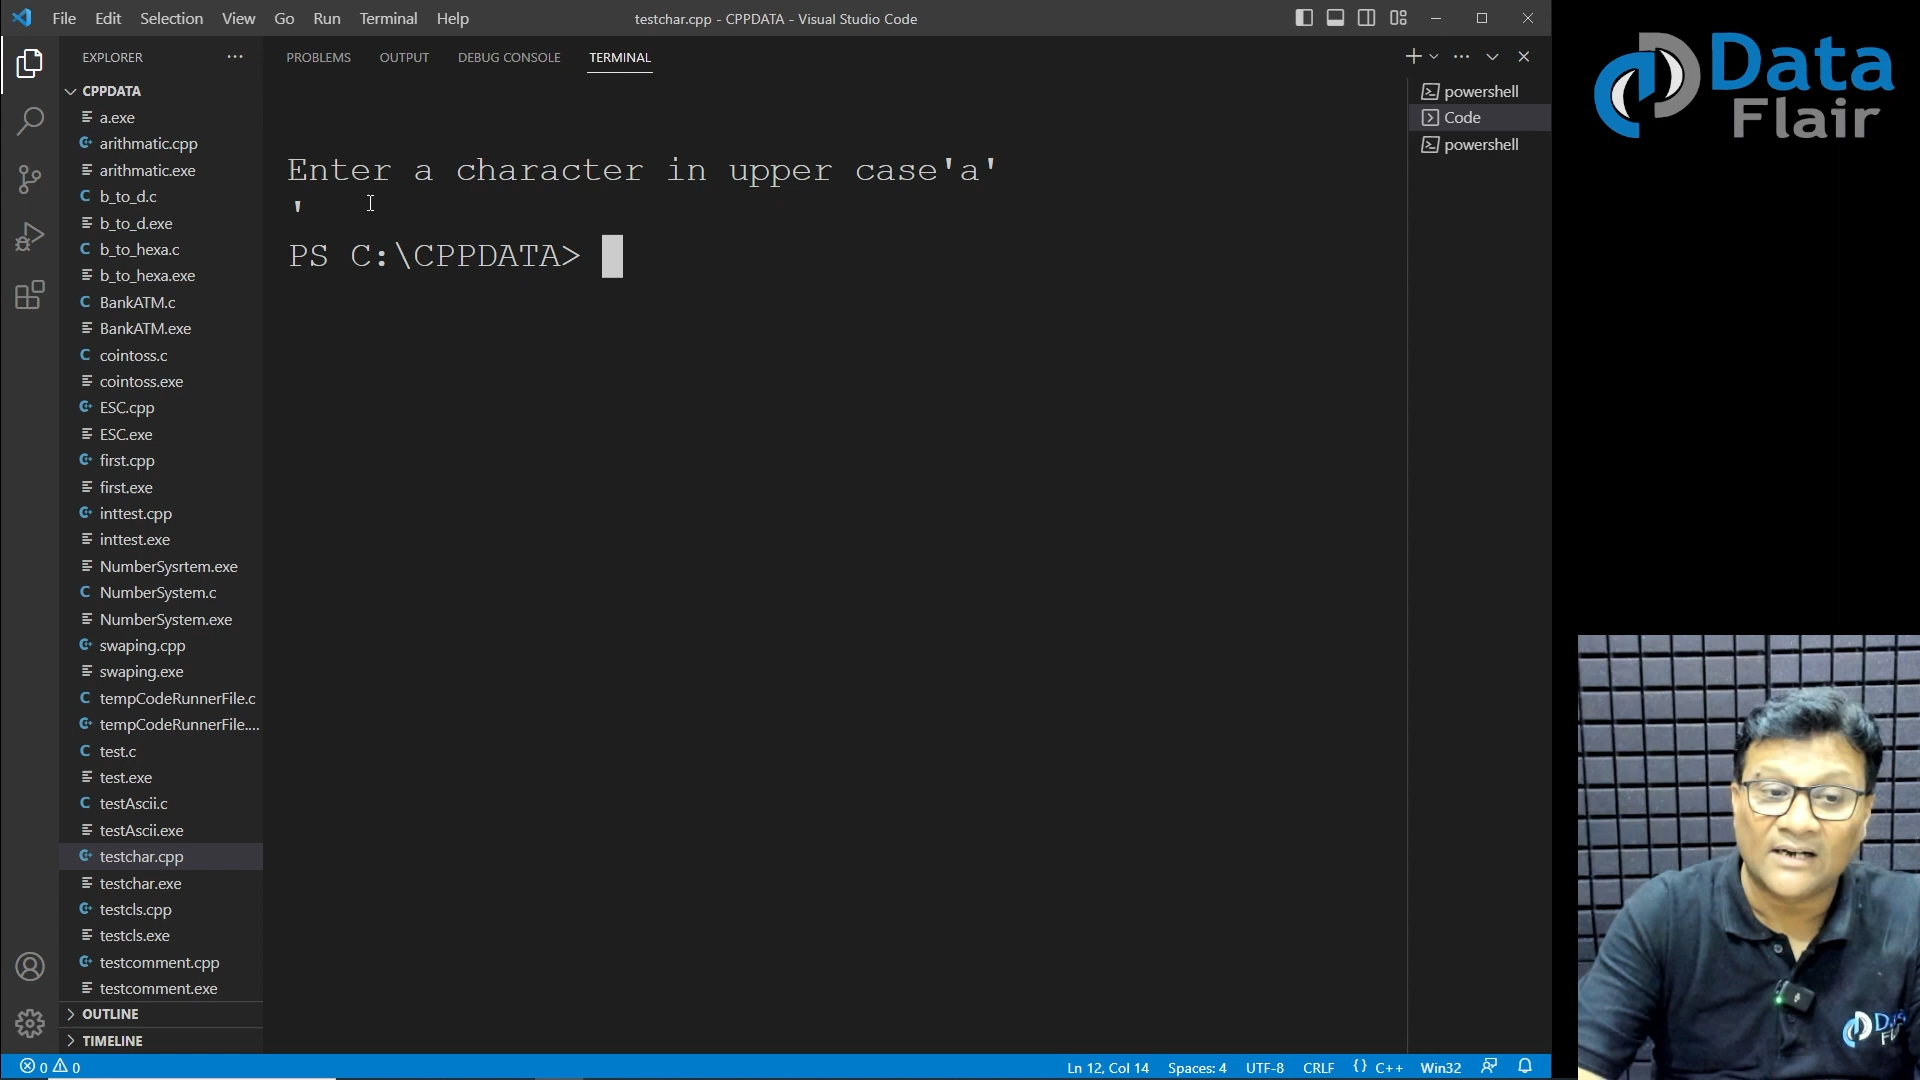 File Edit Selection View Go Run Terminal Help
testchar.cpp - CPPDATA - Visual Studio Code
EXPLORER
CPPDATA
a.exe
arithmatic.cpp
arithmatic.exe
b_to_d.c
b_to_d.exe
b_to_hexa.c
b_to_hexa.exe
BankATM.c
BankATM.exe
cointoss.c
cointoss.exe
ESC.cpp
ESC.exe
first.cpp
first.exe
inttest.cpp
inttest.exe
NumberSysrtem.exe
NumberSystem.c
NumberSystem.exe
swaping.cpp
swaping.exe
tempCodeRunnerFile.c
tempCodeRunnerFile....
test.c
test.exe
testAscii.c
testAscii.exe
testchar.cpp
testchar.exe
testcls.cpp
testcls.exe
testcomment.cpp
testcomment.exe
OUTLINE
TIMELINE
PROBLEMS OUTPUT DEBUG CONSOLE TERMINAL
Enter a character in upper case'a'
'
PS C:\CPPDATA>
powershell
Code
powershell
0 0
Ln 12, Col 14 Spaces: 4 UTF-8 CRLF {} C++ Win32
Data
Flair